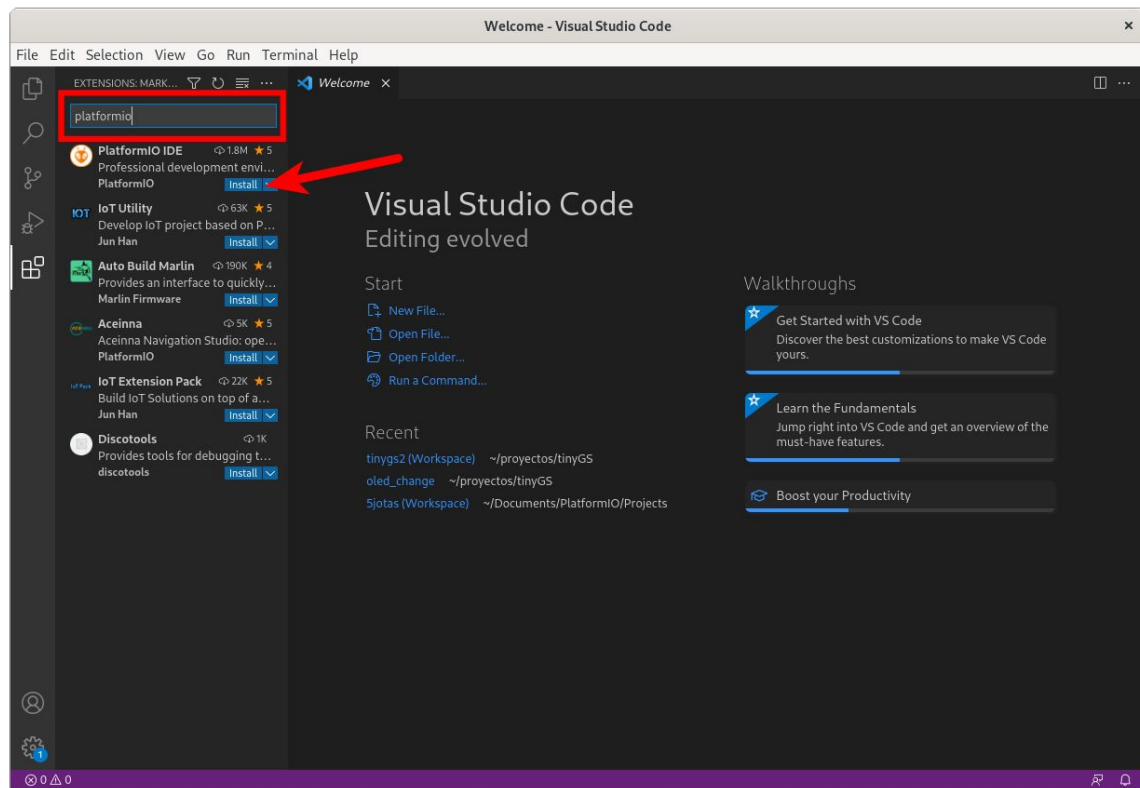 Welcome - Visual Studio Code
File Edit Selection View Go Run Terminal Help
EXTENSIONS: MARK...
Welcome
platformio
PlatformIO IDE 1.8M 5
Professional development envi...
PlatformIO Install
IOT
IoT Utility 63K 5
Develop IoT project based on P...
Jun Han Install
Auto Build Marlin 190K 4
Provides an interface to quickly...
Marlin Firmware Install
Aceinna 5K 5
Aceinna Navigation Studio: ope...
PlatformIO Install
IoT Extension Pack 22K 5
Build IoT Solutions on top of a...
Jun Han Install
Discotools 1K
Provides tools for debugging t...
discotools Install
Visual Studio Code
Editing evolved
Start
New File...
Open File...
Open Folder...
Run a Command...
Recent
tinygs2 (Workspace) ~/proyectos/tinyGS
oled_change ~/proyectos/tinyGS
5jotas (Workspace) ~/Documents/PlatformIO/Projects
Walkthroughs
Get Started with VS Code
Discover the best customizations to make VS Code
yours.
Learn the Fundamentals
Jump right into VS Code and get an overview of the
must-have features.
Boost your Productivity
1
0 0